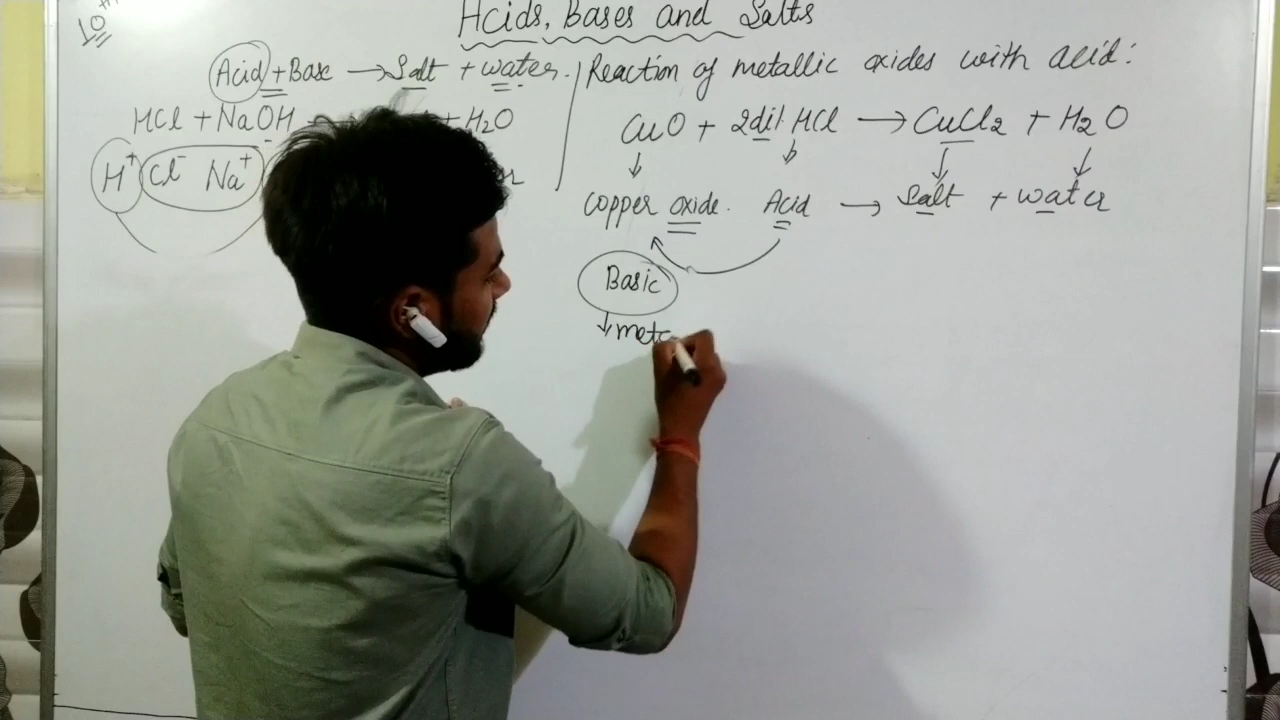 10th
Acids, Bases and Salts
Acid + Base → Salt + water.
HCl + NaOH → + H2O
H+ Cl- Na+
Reaction of metallic oxides with acid:
CuO + 2dil HCl → CuCl2 + H2O
copper oxide. Acid → Salt + water
Basic
meta